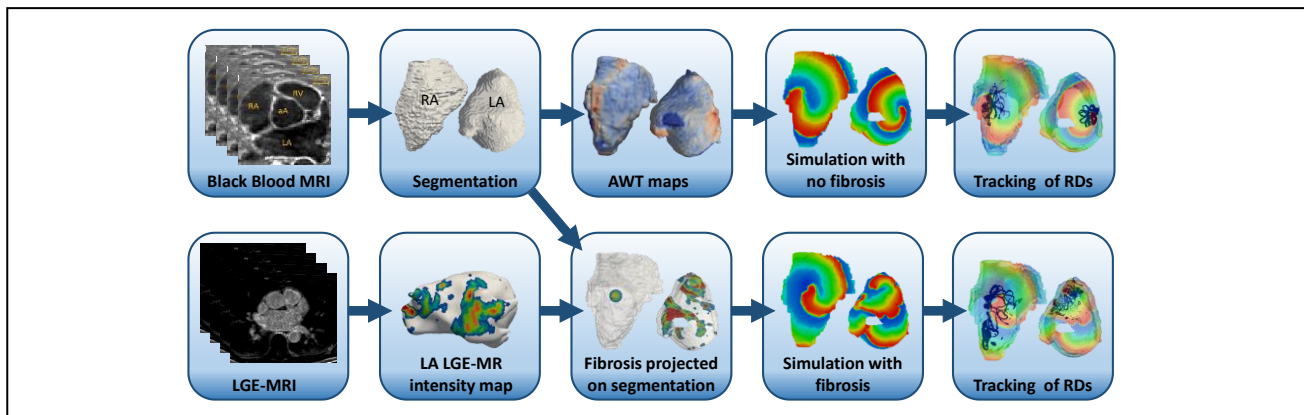 RA
RV
aA
LA
Black Blood MRI
RA
LA
Segmentation
AWT maps
Simulation with
no fibrosis
Tracking of RDs
LGE-MRI
LA LGE-MR
intensity map
Fibrosis projected
on segmentation
Simulation with
fibrosis
Tracking of RDs